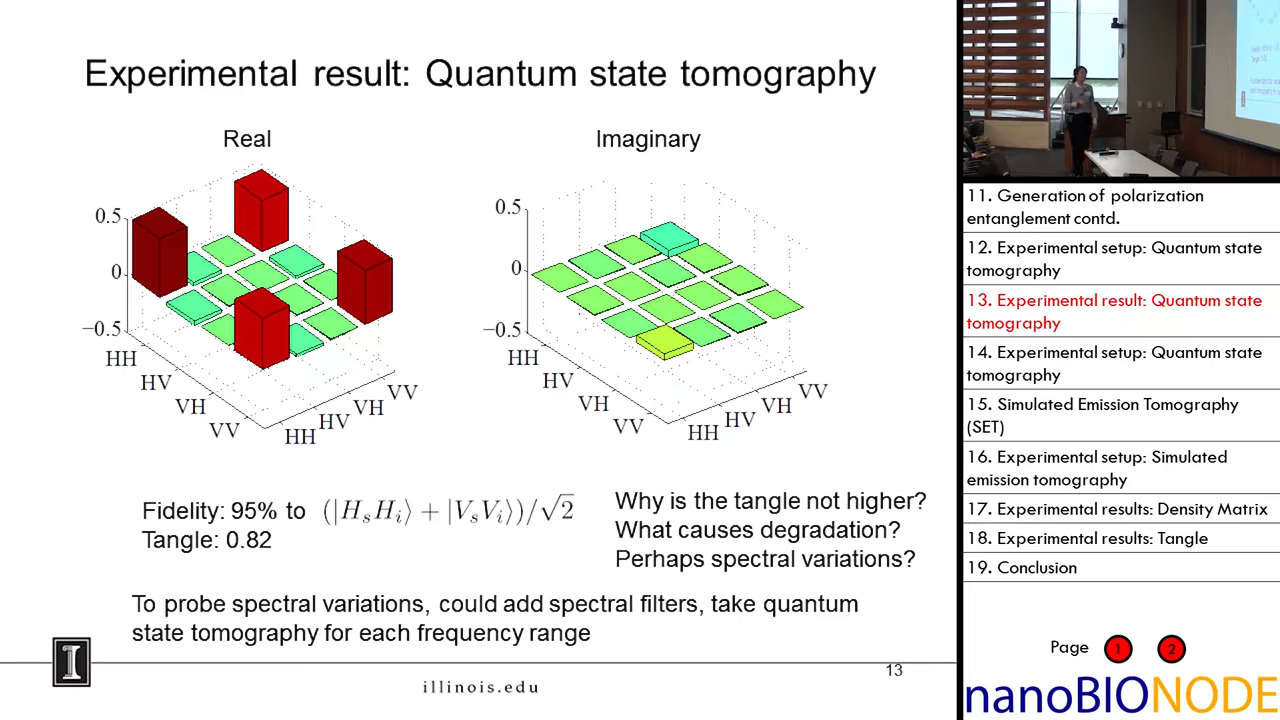 Experimental result: Quantum state tomography
Real
Imaginary
0.5
0
−0.5
HH
HV
VH
VV
HH
HV
VH
VV
0.5
0
−0.5
HH
HV
VH
VV
HH
HV
VH
VV
Fidelity: 95% to (|H_sH_i⟩ + |V_sV_i⟩)/√2
Tangle: 0.82
Why is the tangle not higher?
What causes degradation?
Perhaps spectral variations?
To probe spectral variations, could add spectral filters, take quantum
state tomography for each frequency range
I
13
illinois.edu
11. Generation of polarization
entanglement contd.
12. Experimental setup: Quantum state
tomography
13. Experimental result: Quantum state
tomography
14. Experimental setup: Quantum state
tomography
15. Simulated Emission Tomography
(SET)
16. Experimental setup: Simulated
emission tomography
17. Experimental results: Density Matrix
18. Experimental results: Tangle
19. Conclusion
Page 1 2
nanoBIONODE